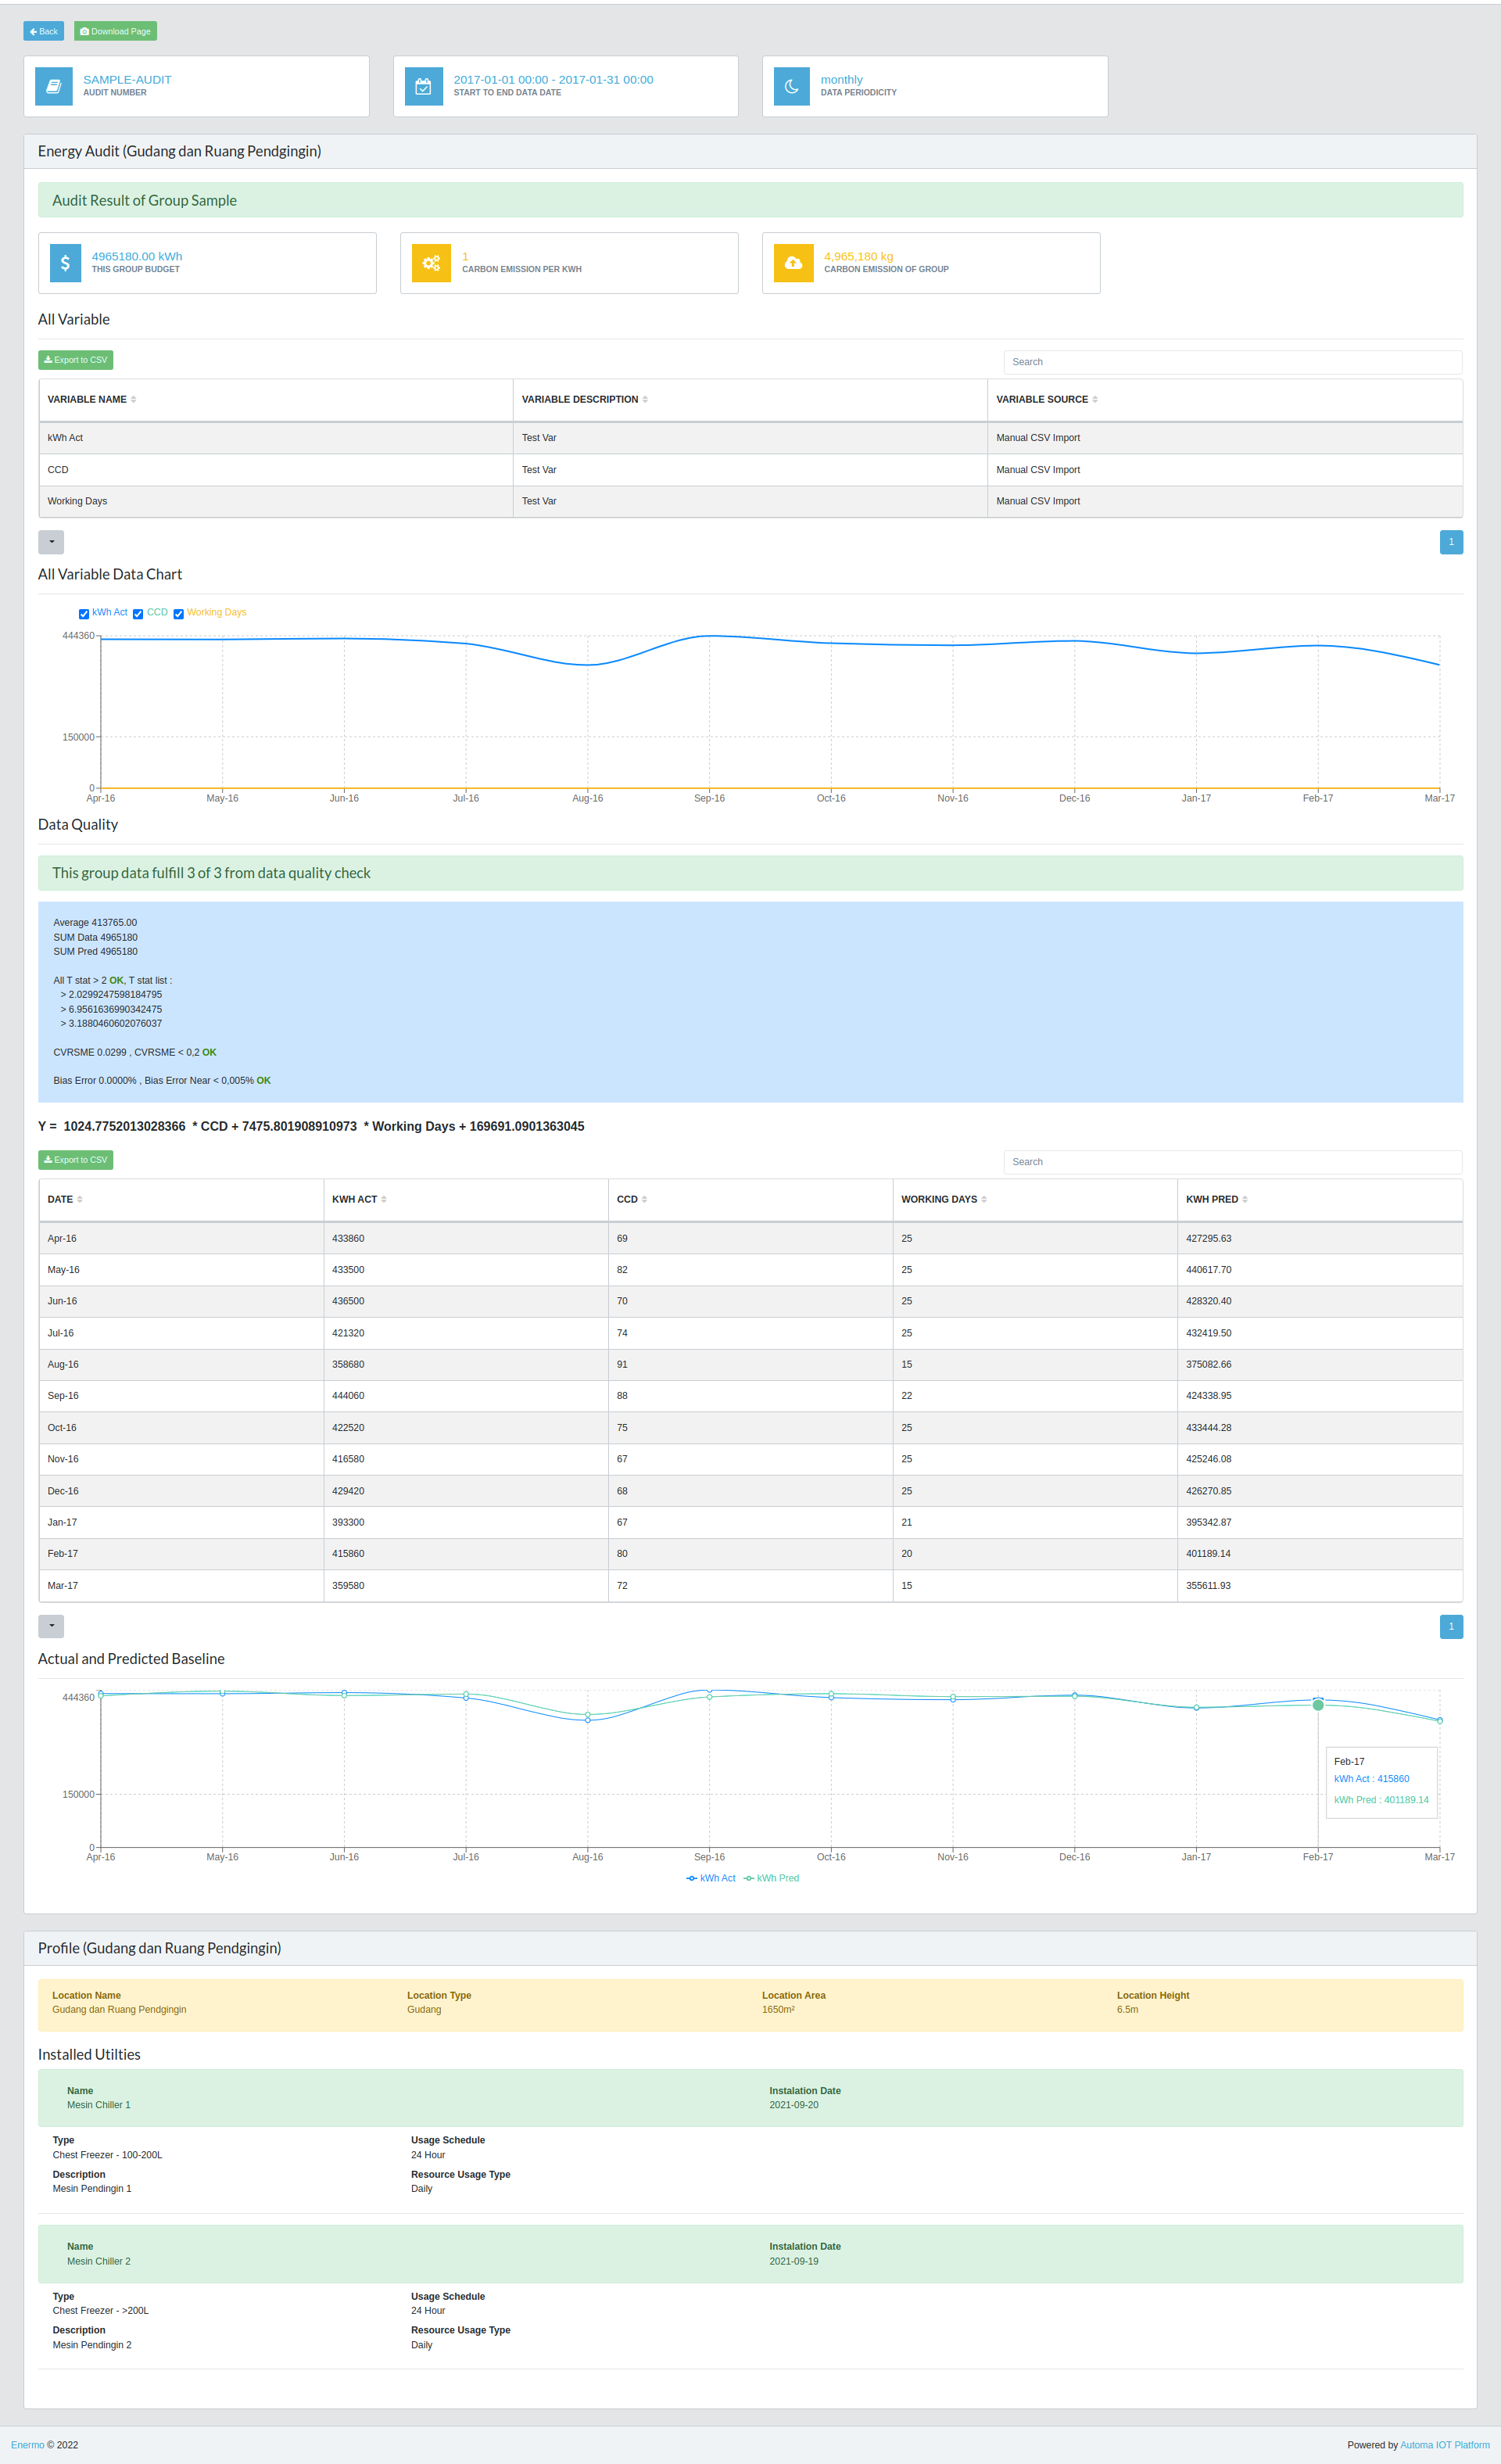 Back Download Page
SAMPLE-AUDIT
AUDIT NUMBER
2017-01-01 00:00 - 2017-01-31 00:00
START TO END DATA DATE
monthly
DATA PERIODICITY
Energy Audit (Gudang dan Ruang Pendgingin)
Audit Result of Group Sample
4965180.00 kWh
THIS GROUP BUDGET
1
CARBON EMISSION PER KWH
4,965,180 kg
CARBON EMISSION OF GROUP
All Variable
Export to CSV Search
VARIABLE NAME VARIABLE DESCRIPTION VARIABLE SOURCE
kWh Act Test Var Manual CSV Import
CCD Test Var Manual CSV Import
Working Days Test Var Manual CSV Import
1
All Variable Data Chart
kWh Act CCD Working Days
444360
150000
0
Apr-16 May-16 Jun-16 Jul-16 Aug-16 Sep-16 Oct-16 Nov-16 Dec-16 Jan-17 Feb-17 Mar-17
Data Quality
This group data fulfill 3 of 3 from data quality check
Average 413765.00
SUM Data 4965180
SUM Pred 4965180
All T stat > 2 OK, T stat list :
> 2.0299247598184795
> 6.9561636990342475
> 3.1880460602076037
CVRSME 0.0299 , CVRSME < 0,2 OK
Bias Error 0.0000% , Bias Error Near < 0,005% OK
Y = 1024.7752013028366 * CCD + 7475.801908910973 * Working Days + 169691.0901363045
Export to CSV Search
DATE KWH ACT CCD WORKING DAYS KWH PRED
Apr-16 433860 69 25 427295.63
May-16 433500 82 25 440617.70
Jun-16 436500 70 25 428320.40
Jul-16 421320 74 25 432419.50
Aug-16 358680 91 15 375082.66
Sep-16 444060 88 22 424338.95
Oct-16 422520 75 25 433444.28
Nov-16 416580 67 25 425246.08
Dec-16 429420 68 25 426270.85
Jan-17 393300 67 21 395342.87
Feb-17 415860 80 20 401189.14
Mar-17 359580 72 15 355611.93
1
Actual and Predicted Baseline
444360
150000
0
Feb-17
kWh Act : 415860
kWh Pred : 401189.14
Apr-16 May-16 Jun-16 Jul-16 Aug-16 Sep-16 Oct-16 Nov-16 Dec-16 Jan-17 Feb-17 Mar-17
kWh Act kWh Pred
Profile (Gudang dan Ruang Pendgingin)
Location Name Location Type Location Area Location Height
Gudang dan Ruang Pendgingin Gudang 1650m² 6.5m
Installed Utilties
Name Instalation Date
Mesin Chiller 1 2021-09-20
Type Usage Schedule
Chest Freezer - 100-200L 24 Hour
Description Resource Usage Type
Mesin Pendingin 1 Daily
Name Instalation Date
Mesin Chiller 2 2021-09-19
Type Usage Schedule
Chest Freezer - >200L 24 Hour
Description Resource Usage Type
Mesin Pendingin 2 Daily
Enermo © 2022 Powered by Automa IOT Platform